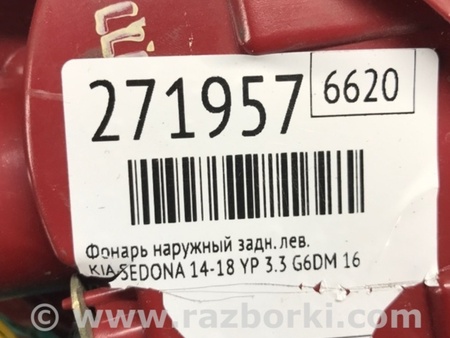 271957 6620
Фонарь наружный задн. лев.
KIA SEDONA 14-18 YP 3.3 G6DM 16
www.razborki.com